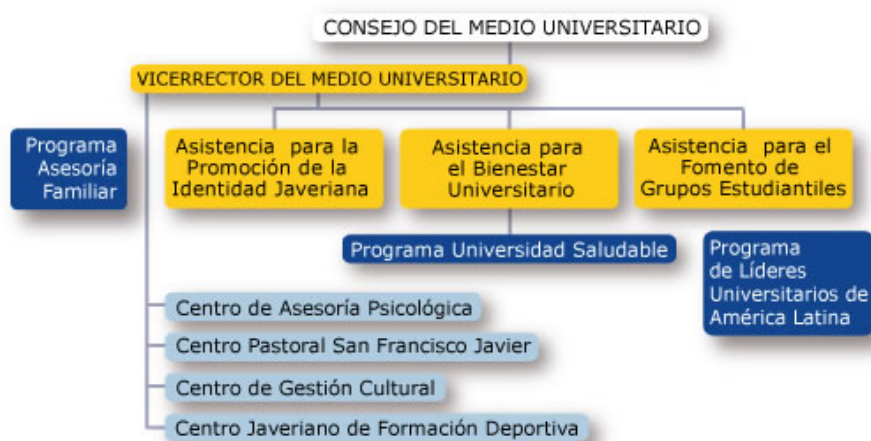 CONSEJO DEL MEDIO UNIVERSITARIO
VICERRECTOR DEL MEDIO UNIVERSITARIO
Programa
Asesoría
Familiar
Asistencia para la
Promoción de la
Identidad Javeriana
Asistencia para
el Bienestar
Universitario
Asistencia para el
Fomento de
Grupos Estudiantiles
Programa Universidad Saludable
Programa
de Líderes
Universitarios de
América Latina
Centro de Asesoría Psicológica
Centro Pastoral San Francisco Javier
Centro de Gestión Cultural
Centro Javeriano de Formación Deportiva